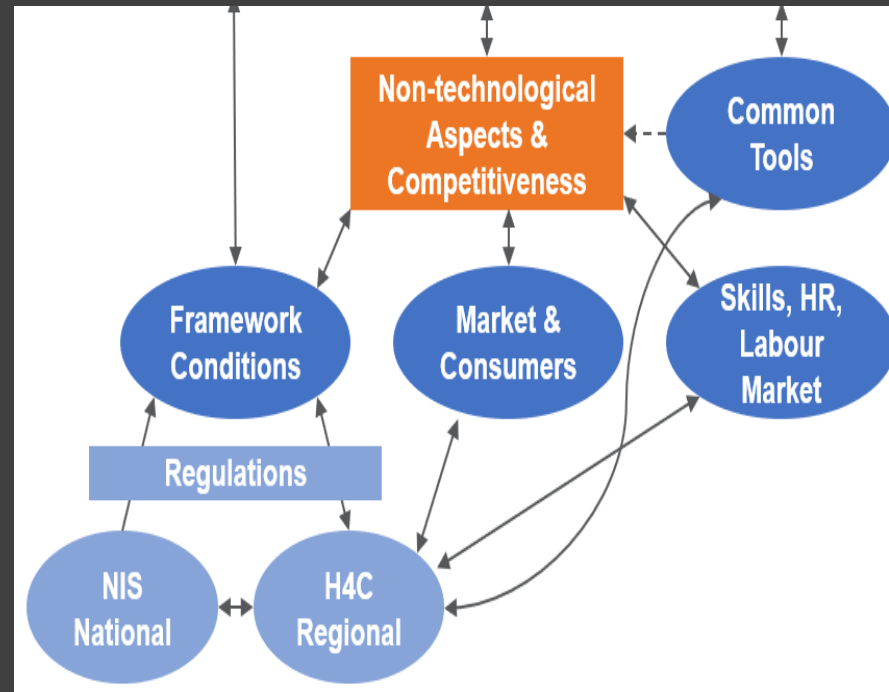 Non-technological
Aspects &
Competitiveness
Common
Tools
Framework
Conditions
Market &
Consumers
Skills, HR,
Labour
Market
Regulations
NIS
National
H4C
Regional